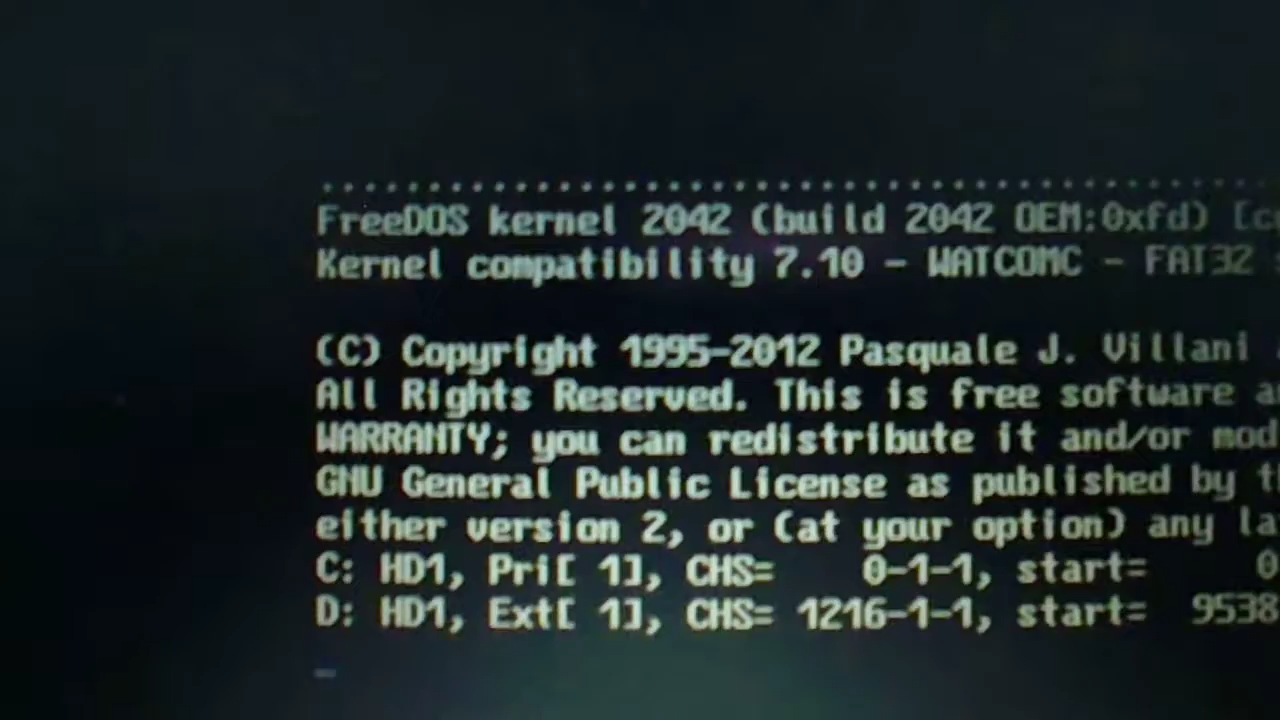 FreeDOS kernel 2042 (build 2042 OEM:0xfd)
Kernel compatibility 7.10 - WATCOMC - FAT32
(C) Copyright 1995-2012 Pasquale J. Villani
All Rights Reserved. This is free software
WARRANTY; you can redistribute it and/or mod
GNU General Public License as published by
either version 2, or (at your option) any
C: HD1, Pri[ 1], CHS=    0-1-1, start=     0
D: HD1, Ext[ 1], CHS= 1216-1-1, start=  9538